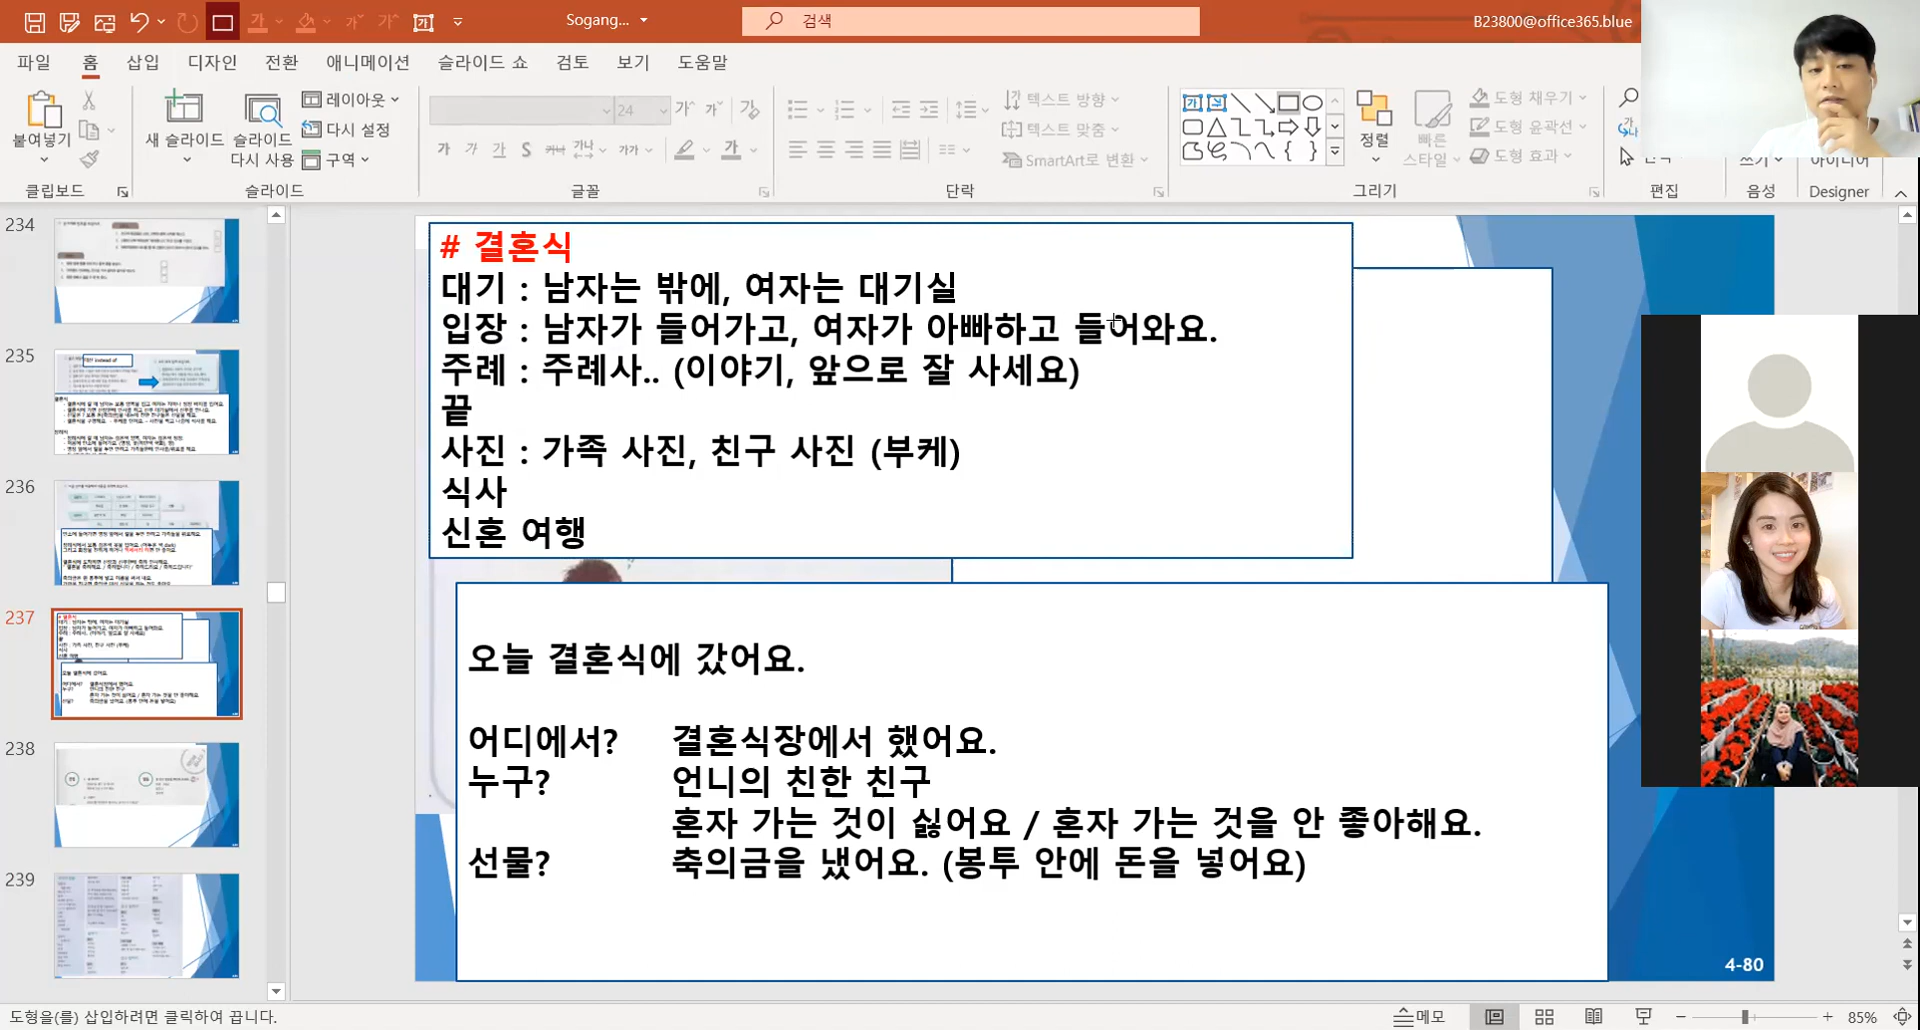 Sogang...
검색
B23800@office365.blue
파일 홈 삽입 디자인 전환 애니메이션 슬라이드 쇼 검토 보기 도움말
붙여넣기
클립보드
새 슬라이드
슬라이드 다시 사용
레이아웃
다시 설정
구역
슬라이드
24
글꼴
텍스트 방향
텍스트 맞춤
SmartArt로 변환
단락
정렬
빠른 스타일
도형 채우기
도형 윤곽선
도형 효과
그리기
편집
쓰기
음성
아이디어
Designer
234
235
236
237
238
239
# 결혼식
대기 : 남자는 밖에, 여자는 대기실
입장 : 남자가 들어가고, 여자가 아빠하고 들어와요.
주례 : 주례사.. (이야기, 앞으로 잘 사세요)
끝
사진 : 가족 사진, 친구 사진 (부케)
식사
신혼 여행
오늘 결혼식에 갔어요.
어디에서? 결혼식장에서 했어요.
누구? 언니의 친한 친구
혼자 가는 것이 싫어요 / 혼자 가는 것을 안 좋아해요.
선물? 축의금을 냈어요. (봉투 안에 돈을 넣어요)
4-80
도형을(를) 삽입하려면 클릭하여 끕니다.
메모
85%